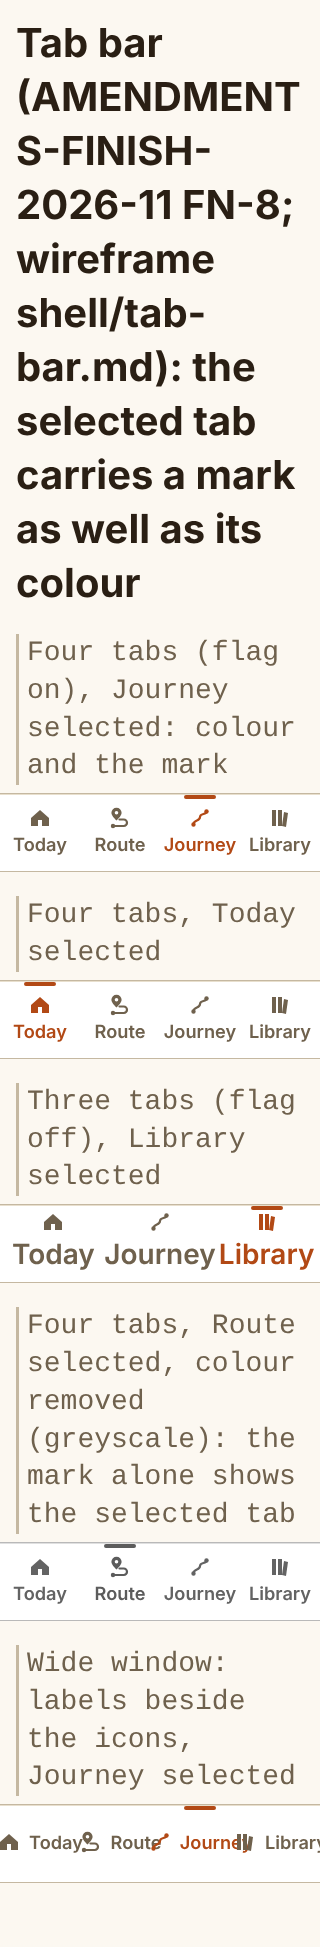 Tab bar
(AMENDMENT
S-FINISH-
2026-11 FN-8;
wireframe
shell/tab-
bar.md): the
selected tab
carries a mark
as well as its
colour
Four tabs (flag
on), Journey
selected: colour
and the mark
Today Route Journey Library
Four tabs, Today
selected
Today Route Journey Library
Three tabs (flag
off), Library
selected
Today Journey Library
Four tabs, Route
selected, colour
removed
(greyscale): the
mark alone shows
the selected tab
Today Route Journey Library
Wide window:
labels beside
the icons,
Journey selected
Today Route Journey Library